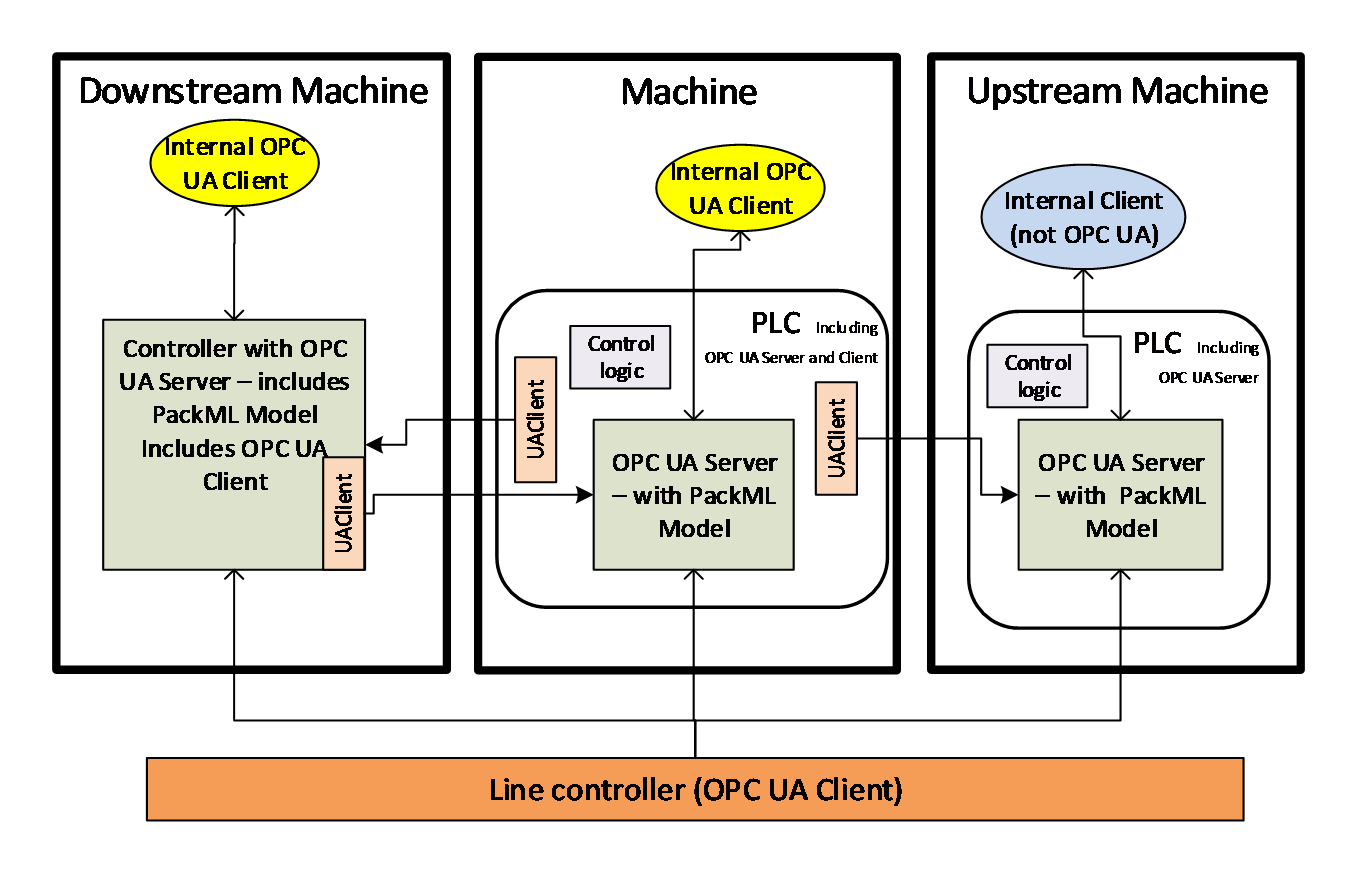 Downstream Machine
Internal OPC
UA Client
Controller with OPC
UA Server – includes
PackML Model
Includes OPC UA
Client
UAClient
Machine
Internal OPC
UA Client
PLC Including
OPC UA Server and Client
Control
logic
UAClient
UAClient
OPC UA Server
– with PackML
Model
Upstream Machine
Internal Client
(not OPC UA)
PLC Including
OPC UA Server
Control
logic
OPC UA Server
– with PackML
Model
Line controller (OPC UA Client)